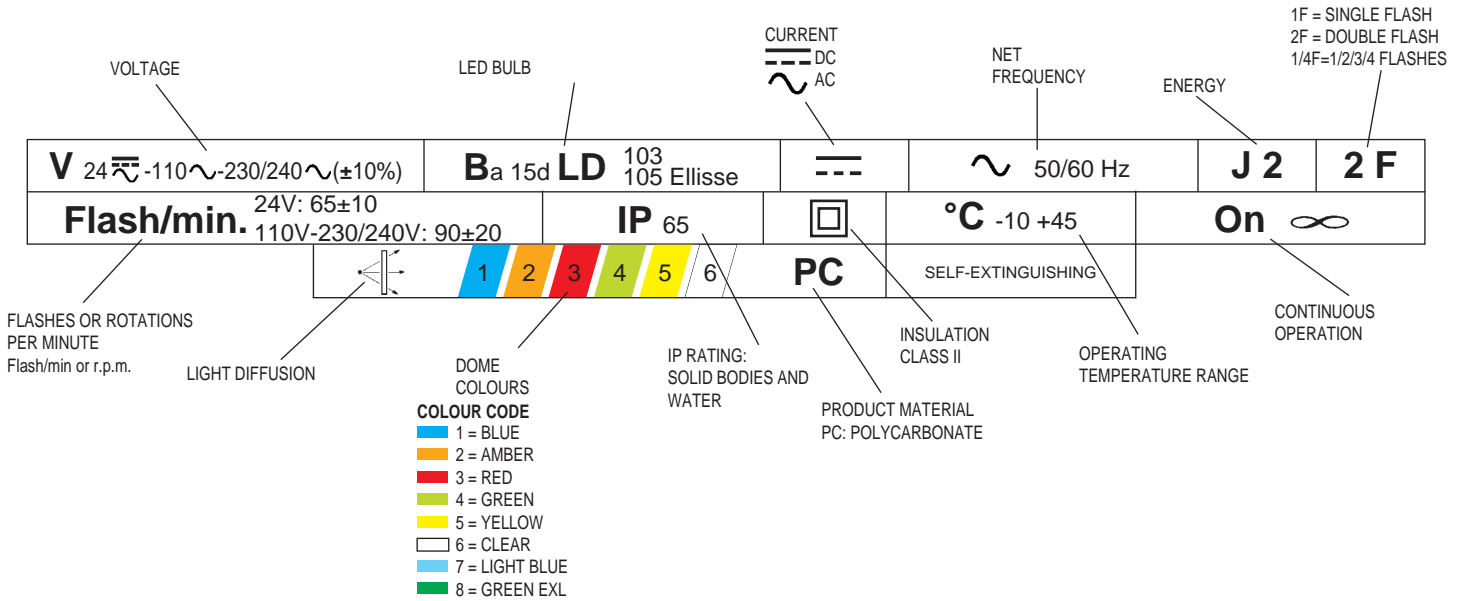 1F = SINGLE FLASH
2F = DOUBLE FLASH
1/4F=1/2/3/4 FLASHES
CURRENT
DC
AC
VOLTAGE
LED BULB
NET
FREQUENCY
ENERGY
V 24 -110 -230/240 (±10%)
Ba 15d LD 103
105 Ellisse
50/60 Hz
J 2
2 F
Flash/min. 24V: 65±10
110V-230/240V: 90±20
IP 65
°C -10 +45
On ∞
1 2 3 4 5 6
PC
SELF-EXTINGUISHING
FLASHES OR ROTATIONS
PER MINUTE
Flash/min or r.p.m.
LIGHT DIFFUSION
DOME
COLOURS
IP RATING:
SOLID BODIES AND
WATER
INSULATION
CLASS II
OPERATING
TEMPERATURE RANGE
CONTINUOUS
OPERATION
PRODUCT MATERIAL
PC: POLYCARBONATE
COLOUR CODE
1 = BLUE
2 = AMBER
3 = RED
4 = GREEN
5 = YELLOW
6 = CLEAR
7 = LIGHT BLUE
8 = GREEN EXL